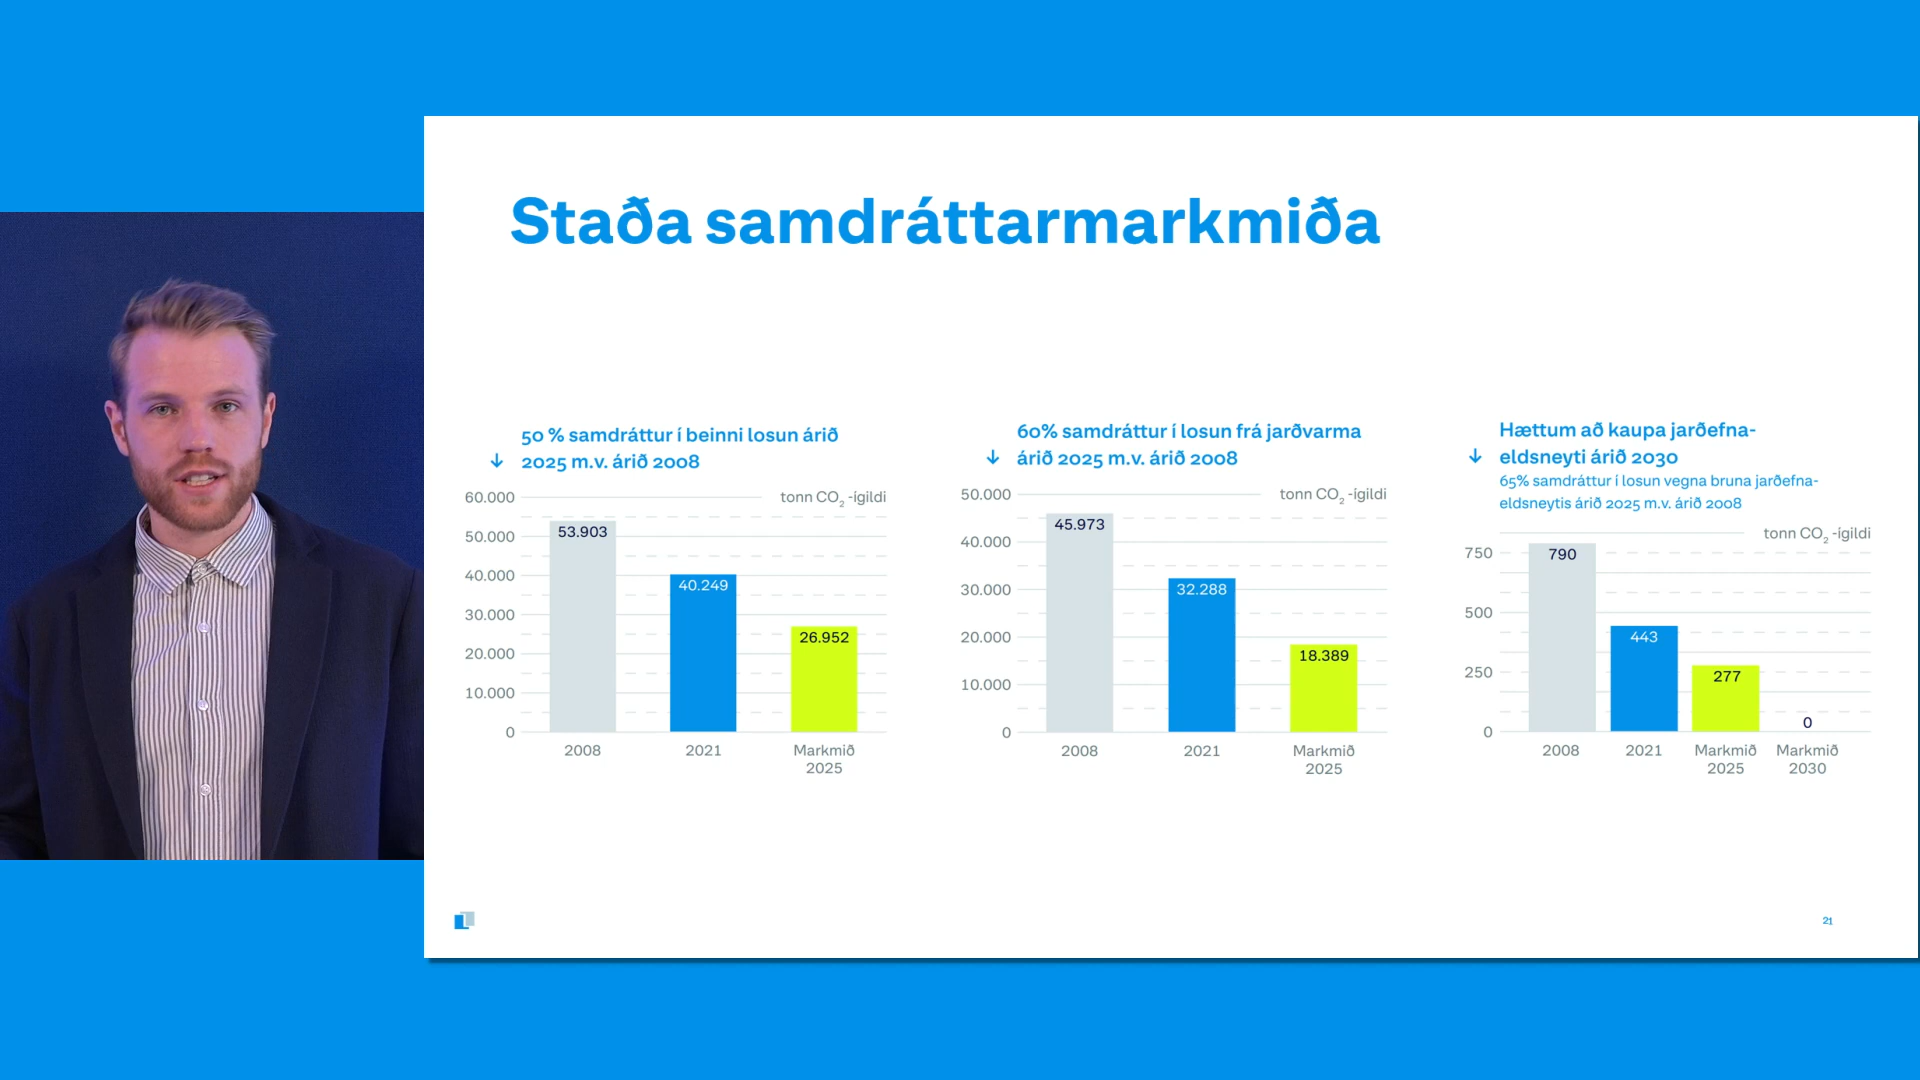 Staða samdráttarmarkmiða
50 % samdráttur í beinni losun árið
2025 m.v. árið 2008
tonn CO₂ -ígildi
60.000
50.000
40.000
30.000
20.000
10.000
0
53.903
40.249
26.952
2008
2021
Markmið
2025
60% samdráttur í losun frá jarðvarma
árið 2025 m.v. árið 2008
tonn CO₂ -ígildi
50.000
40.000
30.000
20.000
10.000
0
45.973
32.288
18.389
2008
2021
Markmið
2025
Hættum að kaupa jarðefna-
eldsneyti árið 2030
65% samdráttur í losun vegna bruna jarðefna-
eldsneytis árið 2025 m.v. árið 2008
tonn CO₂ -ígildi
750
500
250
0
790
443
277
0
2008
2021
Markmið
2025
Markmið
2030
21